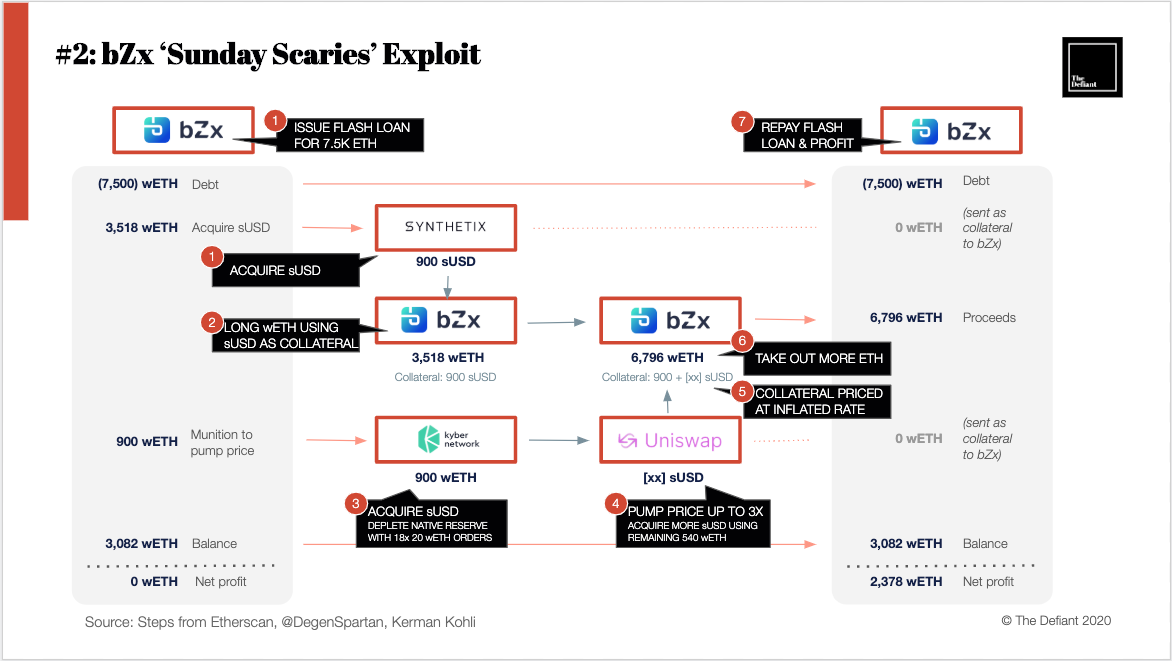 #2: bZx ‘Sunday Scaries’ Exploit
The
Defiant
bZx
1
ISSUE FLASH LOAN
FOR 7.5K ETH
7
REPAY FLASH
LOAN & PROFIT
bZx
(7,500) wETH Debt
(7,500) wETH Debt
3,518 wETH Acquire sUSD
SYNTHETIX
900 sUSD
0 wETH
(sent as
collateral
to bZx)
1
ACQUIRE sUSD
2
LONG wETH USING
sUSD AS COLLATERAL
bZx
3,518 wETH
Collateral: 900 sUSD
bZx
6,796 wETH
Collateral: 900 + [xx] sUSD
6,796 wETH Proceeds
6
TAKE OUT MORE ETH
5
COLLATERAL PRICED
AT INFLATED RATE
900 wETH
Munition to
pump price
kyber
network
900 wETH
Uniswap
[xx] sUSD
0 wETH
(sent as
collateral
to bZx)
3
ACQUIRE sUSD
DEPLETE NATIVE RESERVE
WITH 18x 20 wETH ORDERS
4
PUMP PRICE UP TO 3X
ACQUIRE MORE sUSD USING
REMAINING 540 wETH
3,082 wETH Balance
3,082 wETH Balance
0 wETH Net profit
2,378 wETH Net profit
Source: Steps from Etherscan, @DegenSpartan, Kerman Kohli
© The Defiant 2020